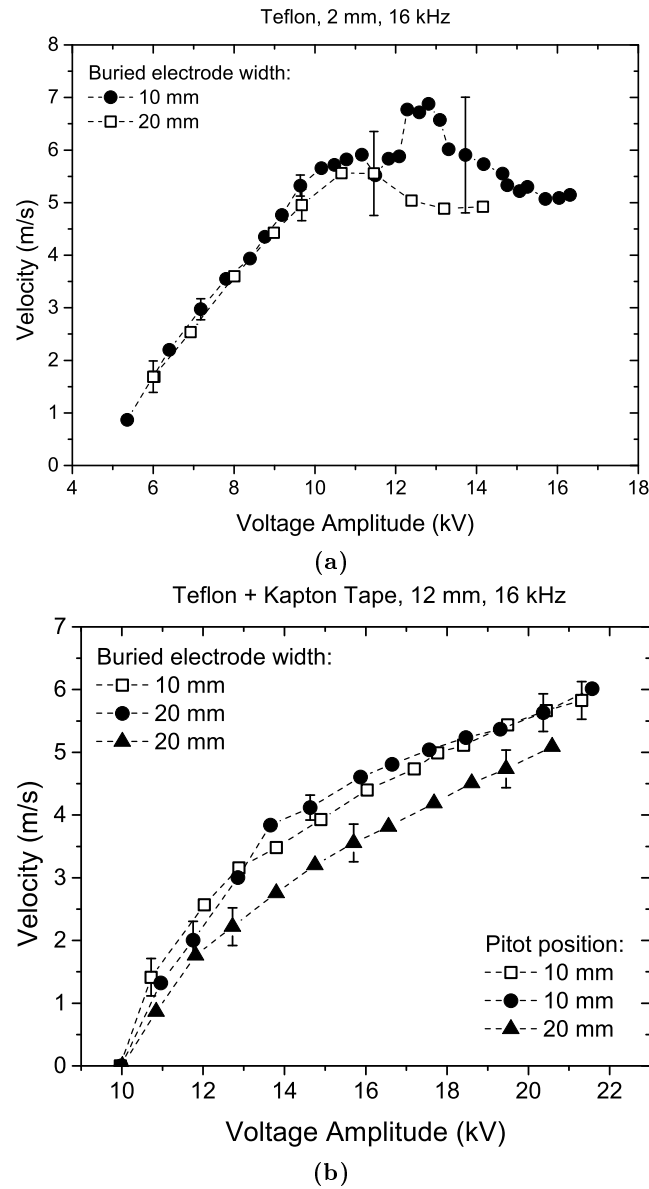 Teflon, 2 mm, 16 kHz
Buried electrode width:
10 mm
20 mm
8
7
6
5
4
3
2
1
0
Velocity (m/s)
4 6 8 10 12 14 16 18
Voltage Amplitude (kV)
(a)
Teflon + Kapton Tape, 12 mm, 16 kHz
Buried electrode width:
10 mm
20 mm
20 mm
7
6
5
4
3
2
1
0
Velocity (m/s)
Pitot position:
10 mm
10 mm
20 mm
10 12 14 16 18 20 22
Voltage Amplitude (kV)
(b)